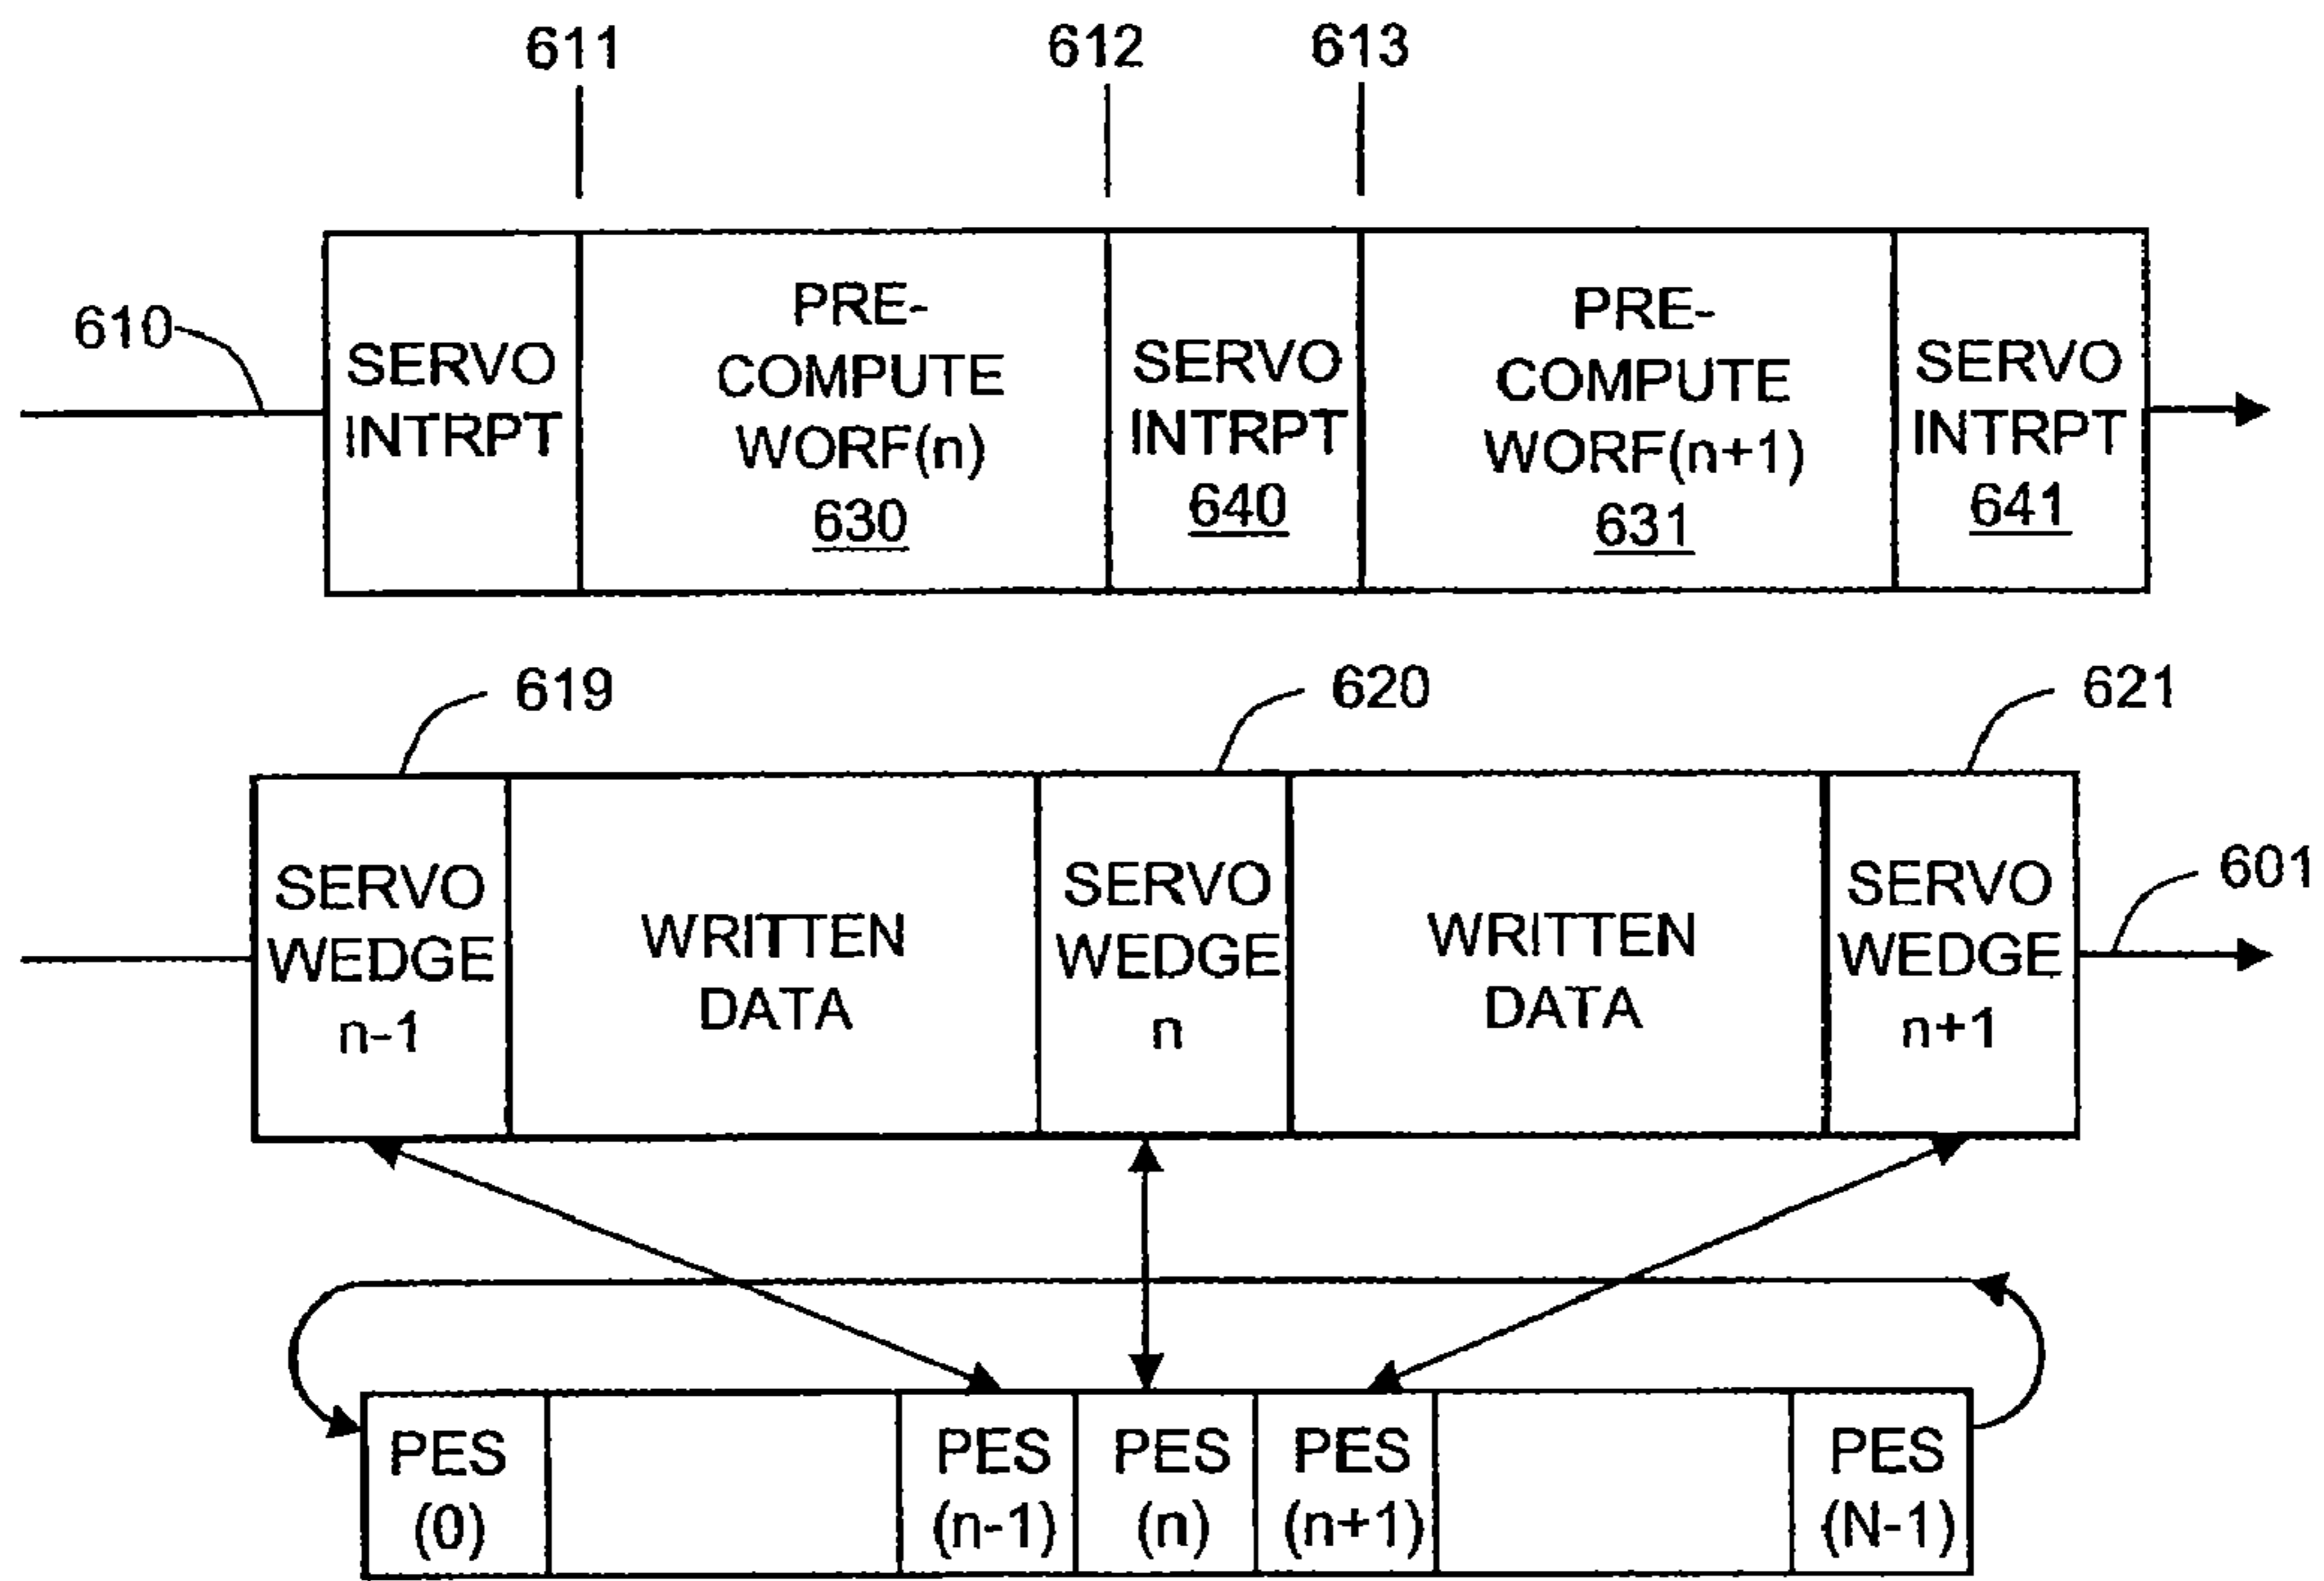 611
612
613
610
SERVO
INTRPT
PRE-
COMPUTE
WORF(n)
630
SERVO
INTRPT
640
PRE-
COMPUTE
WORF(n+1)
631
SERVO
INTRPT
641
619
620
621
601
SERVO
WEDGE
n-1
WRITTEN
DATA
SERVO
WEDGE
n
WRITTEN
DATA
SERVO
WEDGE
n+1
PES
(0)
PES
(n-1)
PES
(n)
PES
(n+1)
PES
(N-1)